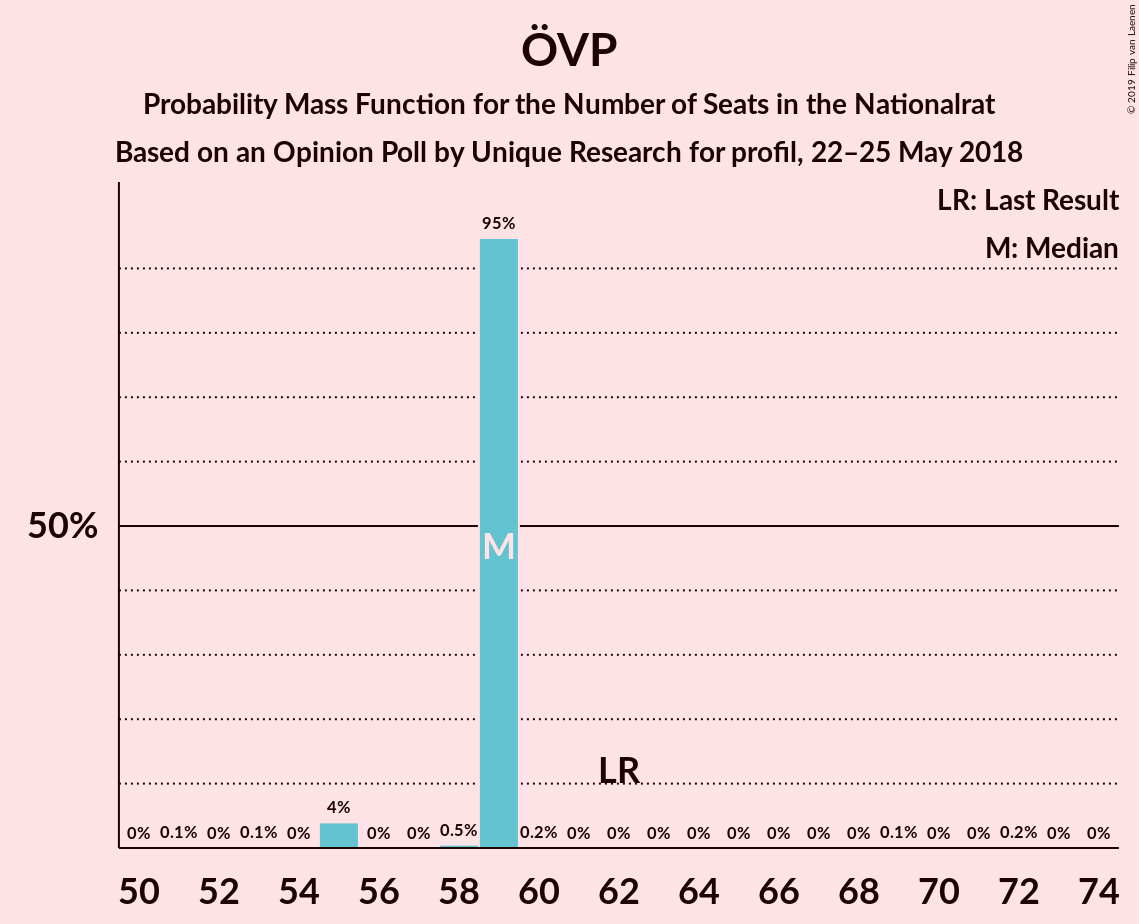 ÖVP
Probability Mass Function for the Number of Seats in the Nationalrat
Based on an Opinion Poll by Unique Research for profil, 22–25 May 2018
© 2019 Filip van Laenen
LR: Last Result
M: Median
95%
50%
M
LR
4%
0% 0.1% 0% 0.1% 0% 0% 0% 0.5% 0.2% 0% 0% 0% 0% 0% 0% 0% 0% 0.1% 0% 0% 0.2% 0% 0%
50 52 54 56 58 60 62 64 66 68 70 72 74